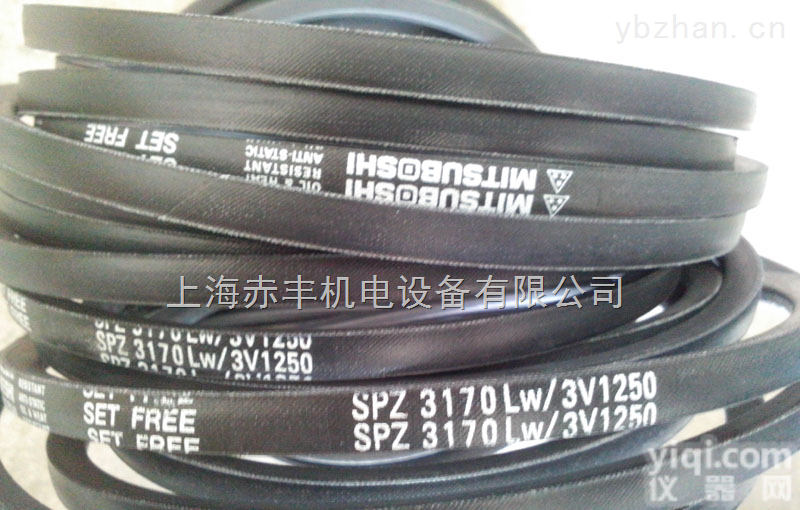 ybzhan.cn
SET FREE
OIL & HEAT
RESISTANT
ANTI-STATIC
MITSUBOSHI
MITSUBOSHI
上海赤丰机电设备有限公司
SPZ 3170 Lw/3V1250
SPZ 3170 Lw/3V1250
SET FREE
SET FREE
SPZ 3170 Lw/3V1250
SPZ 3170 Lw/3V1250
yiqi.com
仪器网